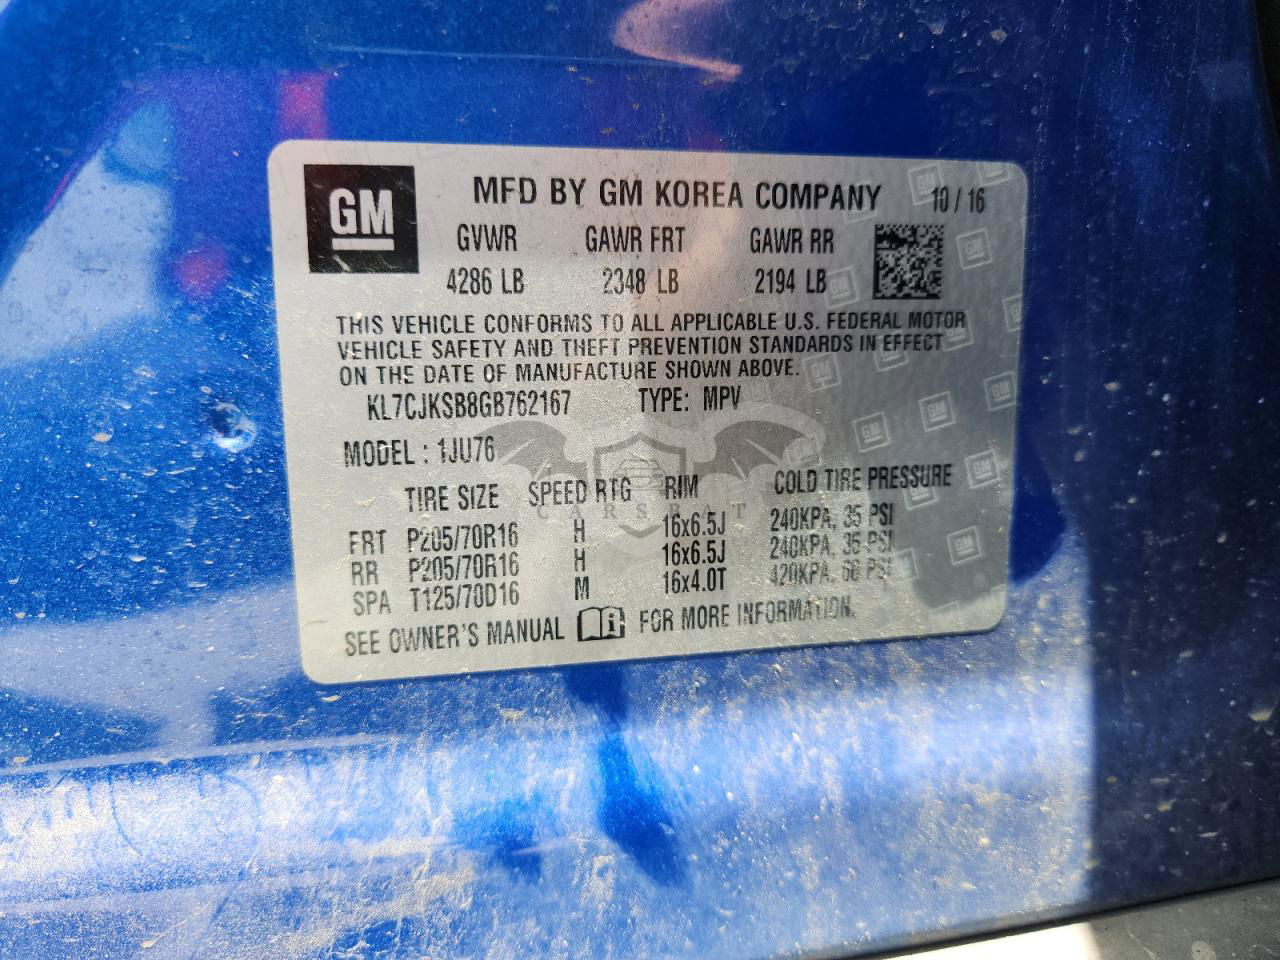 GM MFD BY GM KOREA COMPANY 10/16
GVWR GAWR FRT GAWR RR
4286 LB 2348 LB 2194 LB
THIS VEHICLE CONFORMS TO ALL APPLICABLE U.S. FEDERAL MOTOR
VEHICLE SAFETY AND THEFT PREVENTION STANDARDS IN EFFECT
ON THE DATE OF MANUFACTURE SHOWN ABOVE.
KL7CJKSB8GB762167 TYPE: MPV
MODEL : 1JU76
TIRE SIZE SPEED RTG RIM COLD TIRE PRESSURE
CARSBAT
FRT P205/70R16 H 16x6.5J 240KPA, 35 PSI
RR P205/70R16 H 16x6.5J 240KPA, 35 PSI
SPA T125/70D16 M 16x4.0T 420KPA, 60 PSI
SEE OWNER'S MANUAL FOR MORE INFORMATION.